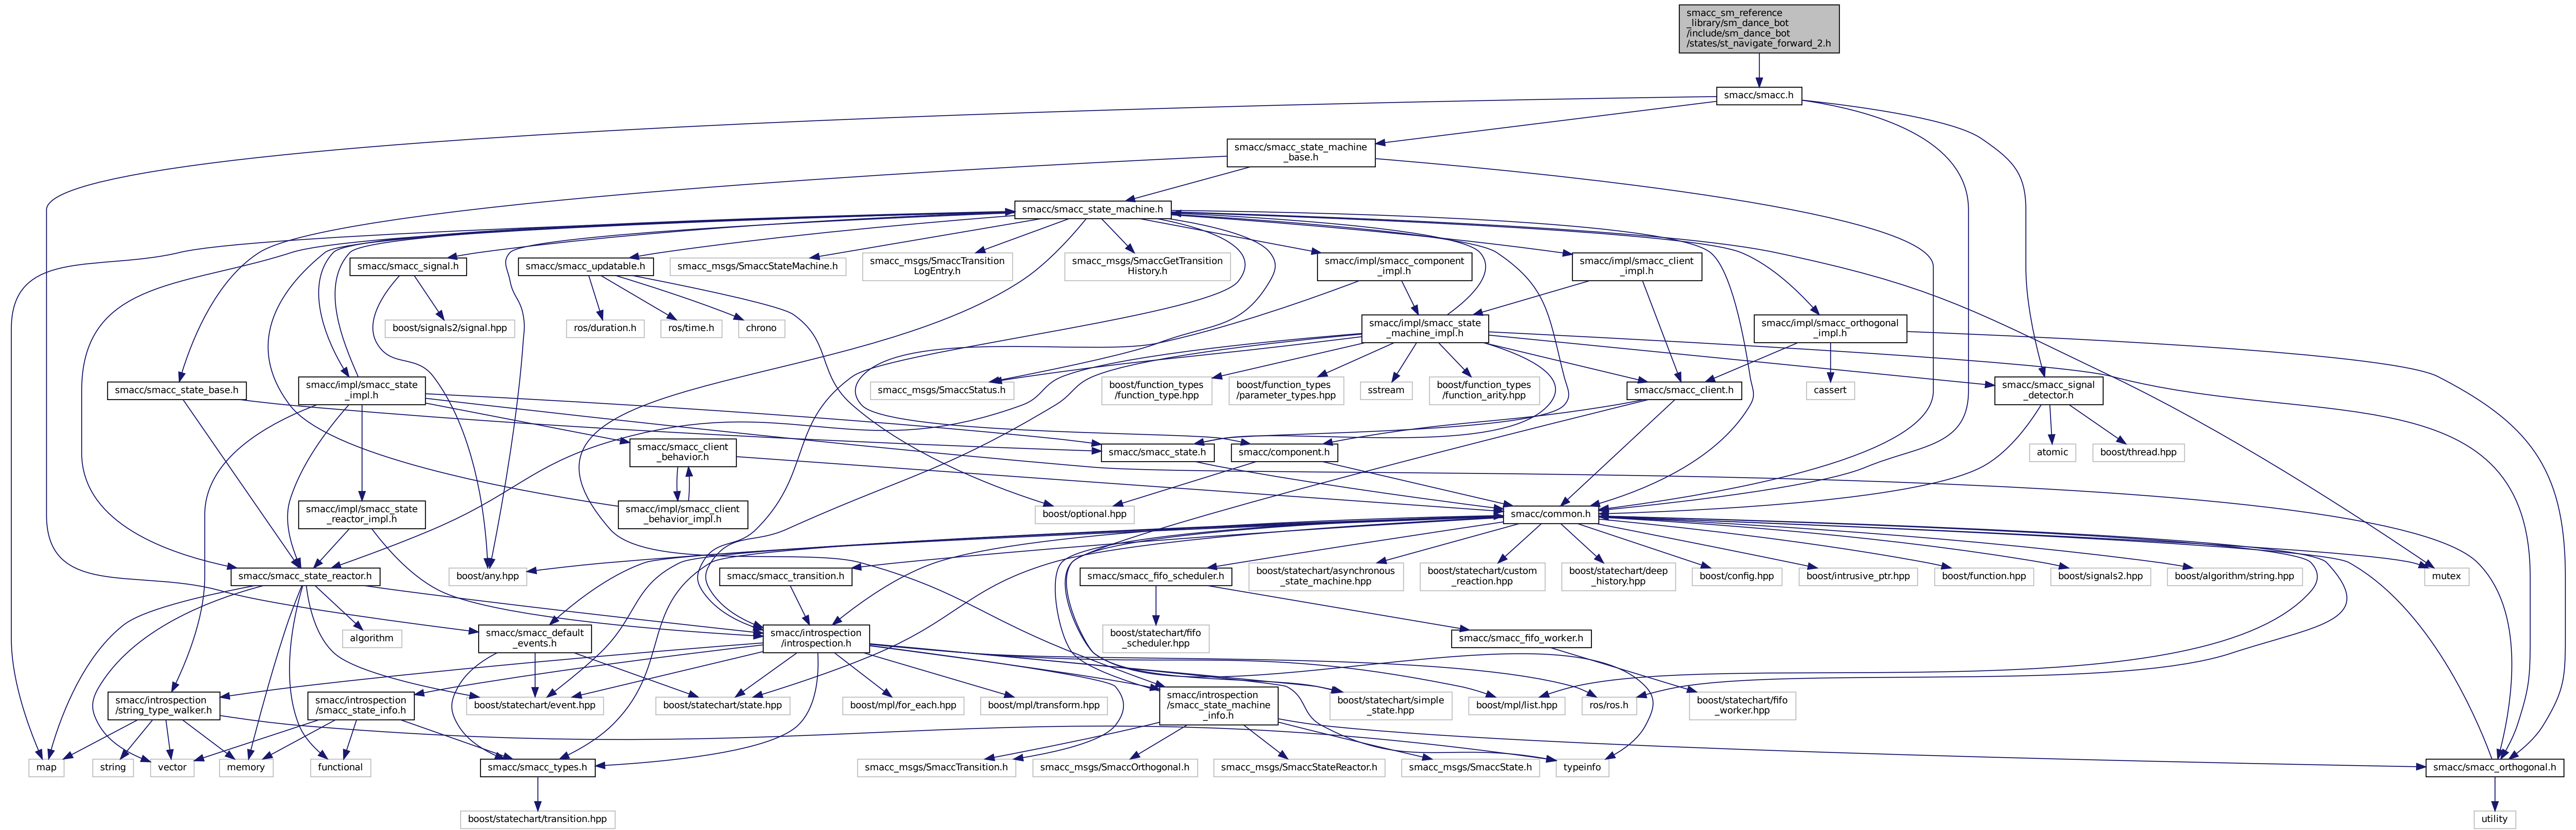 smacc_sm_reference
_library/sm_dance_bot
/include/sm_dance_bot
/states/st_navigate_forward_2.h
smacc/smacc.h
smacc/smacc_state_machine
_base.h
smacc/smacc_state_machine.h
smacc/smacc_signal.h
smacc/smacc_updatable.h
smacc_msgs/SmaccStateMachine.h
smacc_msgs/SmaccTransition
LogEntry.h
smacc_msgs/SmaccGetTransition
History.h
smacc/impl/smacc_component
_impl.h
smacc/impl/smacc_client
_impl.h
boost/signals2/signal.hpp
ros/duration.h
ros/time.h
chrono
smacc/impl/smacc_state
_machine_impl.h
smacc/impl/smacc_orthogonal
_impl.h
smacc/smacc_state_base.h
smacc/impl/smacc_state
_impl.h
smacc_msgs/SmaccStatus.h
boost/function_types
/function_type.hpp
boost/function_types
/parameter_types.hpp
sstream
boost/function_types
/function_arity.hpp
smacc/smacc_client.h
cassert
smacc/smacc_signal
_detector.h
smacc/smacc_client
_behavior.h
smacc/smacc_state.h
smacc/component.h
atomic
boost/thread.hpp
smacc/impl/smacc_state
_reactor_impl.h
smacc/impl/smacc_client
_behavior_impl.h
boost/optional.hpp
smacc/common.h
smacc/smacc_state_reactor.h
boost/any.hpp
smacc/smacc_transition.h
smacc/smacc_fifo_scheduler.h
boost/statechart/asynchronous
_state_machine.hpp
boost/statechart/custom
_reaction.hpp
boost/statechart/deep
_history.hpp
boost/config.hpp
boost/intrusive_ptr.hpp
boost/function.hpp
boost/signals2.hpp
boost/algorithm/string.hpp
mutex
algorithm
smacc/smacc_default
_events.h
smacc/introspection
/introspection.h
boost/statechart/fifo
_scheduler.hpp
smacc/smacc_fifo_worker.h
smacc/introspection
/string_type_walker.h
smacc/introspection
/smacc_state_info.h
boost/statechart/event.hpp
boost/statechart/state.hpp
boost/mpl/for_each.hpp
boost/mpl/transform.hpp
smacc/introspection
/smacc_state_machine
_info.h
boost/statechart/simple
_state.hpp
boost/mpl/list.hpp
ros/ros.h
boost/statechart/fifo
_worker.hpp
map
string
vector
memory
functional
smacc/smacc_types.h
smacc_msgs/SmaccTransition.h
smacc_msgs/SmaccOrthogonal.h
smacc_msgs/SmaccStateReactor.h
smacc_msgs/SmaccState.h
typeinfo
smacc/smacc_orthogonal.h
boost/statechart/transition.hpp
utility